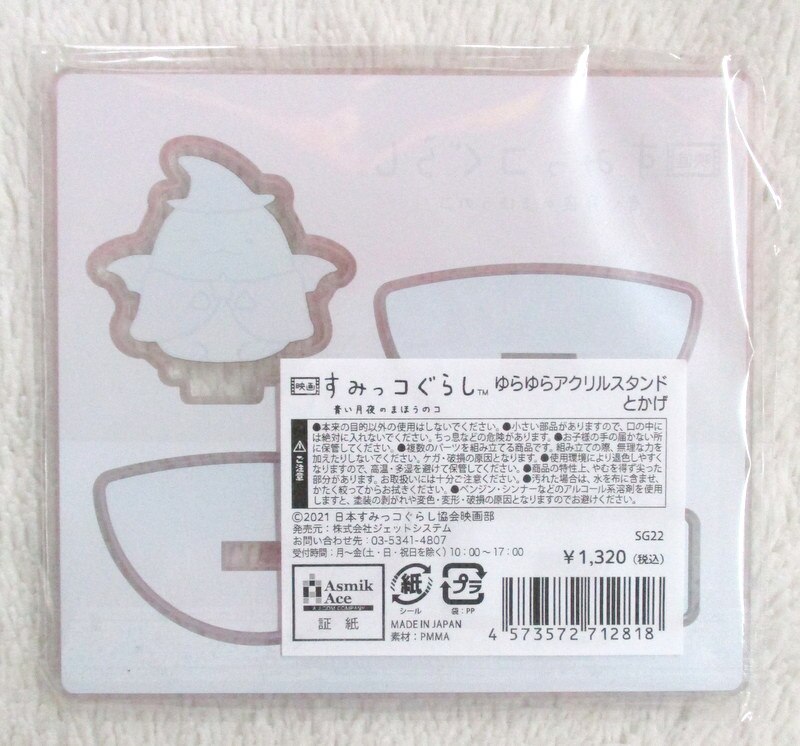 映画 すみっコぐらし
映画 すみっコぐらし™ ゆらゆらアクリルスタンド
青い月夜のまほうのコ とかげ
⚠ご注意
●本来の目的以外の使用はしないでください。●小さい部品がありますので、口の中
には絶対に入れないでください。ちっ息などの危険があります。●お子様の手の届かない所
に保管してください。●複数のパーツを組み立てる商品です。組み立ての際、無理な力を
加えたりしないでください。ケガ・破損の原因となります。●使用環境により退色しやすく
なりますので、高温・多湿を避けて保管してください。●商品の特性上、やむを得ず尖った
部分があります。お取扱いには十分ご注意ください。●汚れた場合は、水を布に含ませ、
かたく絞ってからお拭きください。●ベンジン・シンナーなどのアルコール系溶剤を使用
しますと、塗装の剥がれや変色・変形・破損の原因となりますのでお避けください。
©2021 日本すみっコぐらし協会映画部
発売元:株式会社ジェットシステム
お問い合わせ先:03-5341-4807
受付時間:月〜金(土・日・祝日を除く) 10:00〜17:00
SG22
¥1,320 (税込)
Asmik
Ace
A J:COM COMPANY
証紙
紙
シール
プラ
袋:PP
MADE IN JAPAN
素材:PMMA
4 573572 712818